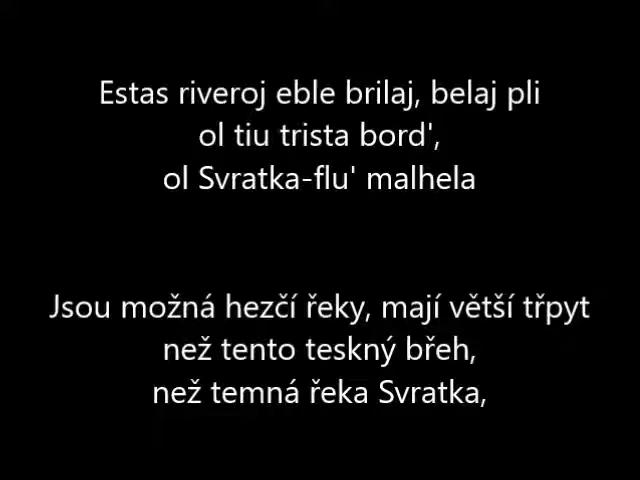 Estas riveroj eble brilaj, belaj pli
ol tiu trista bord',
ol Svratka-flu' malhela
Jsou možná hezčí řeky, mají větší třpyt
než tento teskný břeh,
než temná řeka Svratka,